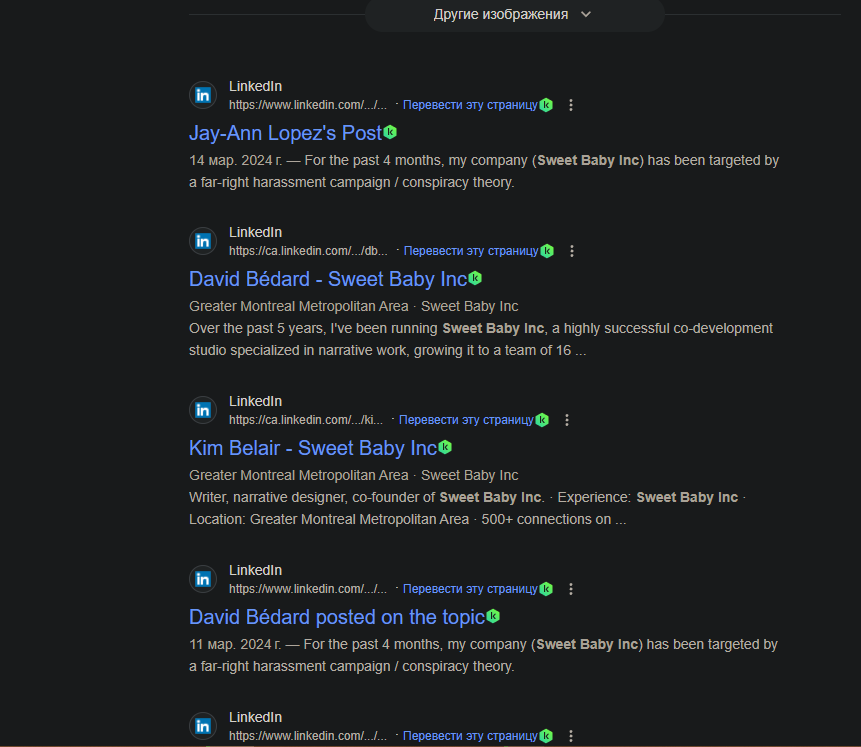 Другие изображения
LinkedIn
https://www.linkedin.com/.../... · Перевести эту страницу
Jay-Ann Lopez's Post
14 мар. 2024 г. — For the past 4 months, my company (Sweet Baby Inc) has been targeted by
a far-right harassment campaign / conspiracy theory.
LinkedIn
https://ca.linkedin.com/.../db... · Перевести эту страницу
David Bédard - Sweet Baby Inc
Greater Montreal Metropolitan Area · Sweet Baby Inc
Over the past 5 years, I've been running Sweet Baby Inc, a highly successful co-development
studio specialized in narrative work, growing it to a team of 16 ...
LinkedIn
https://ca.linkedin.com/.../ki... · Перевести эту страницу
Kim Belair - Sweet Baby Inc
Greater Montreal Metropolitan Area · Sweet Baby Inc
Writer, narrative designer, co-founder of Sweet Baby Inc. · Experience: Sweet Baby Inc ·
Location: Greater Montreal Metropolitan Area · 500+ connections on ...
LinkedIn
https://www.linkedin.com/.../... · Перевести эту страницу
David Bédard posted on the topic
11 мар. 2024 г. — For the past 4 months, my company (Sweet Baby Inc) has been targeted by
a far-right harassment campaign / conspiracy theory.
LinkedIn
https://www.linkedin.com/.../... · Перевести эту страницу